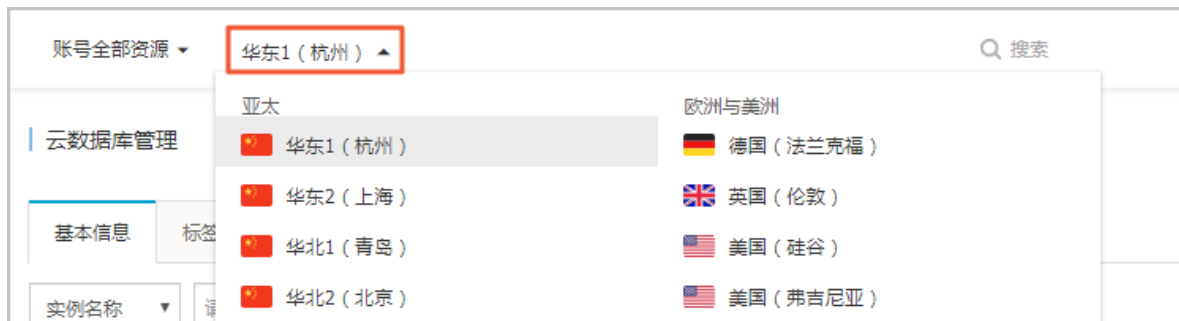 账号全部资源
华东1（杭州）
搜索
亚太
欧洲与美洲
云数据库管理
华东1（杭州）
德国（法兰克福）
华东2（上海）
英国（伦敦）
基本信息
标签
华北1（青岛）
美国（硅谷）
实例名称
华北2（北京）
美国（弗吉尼亚）